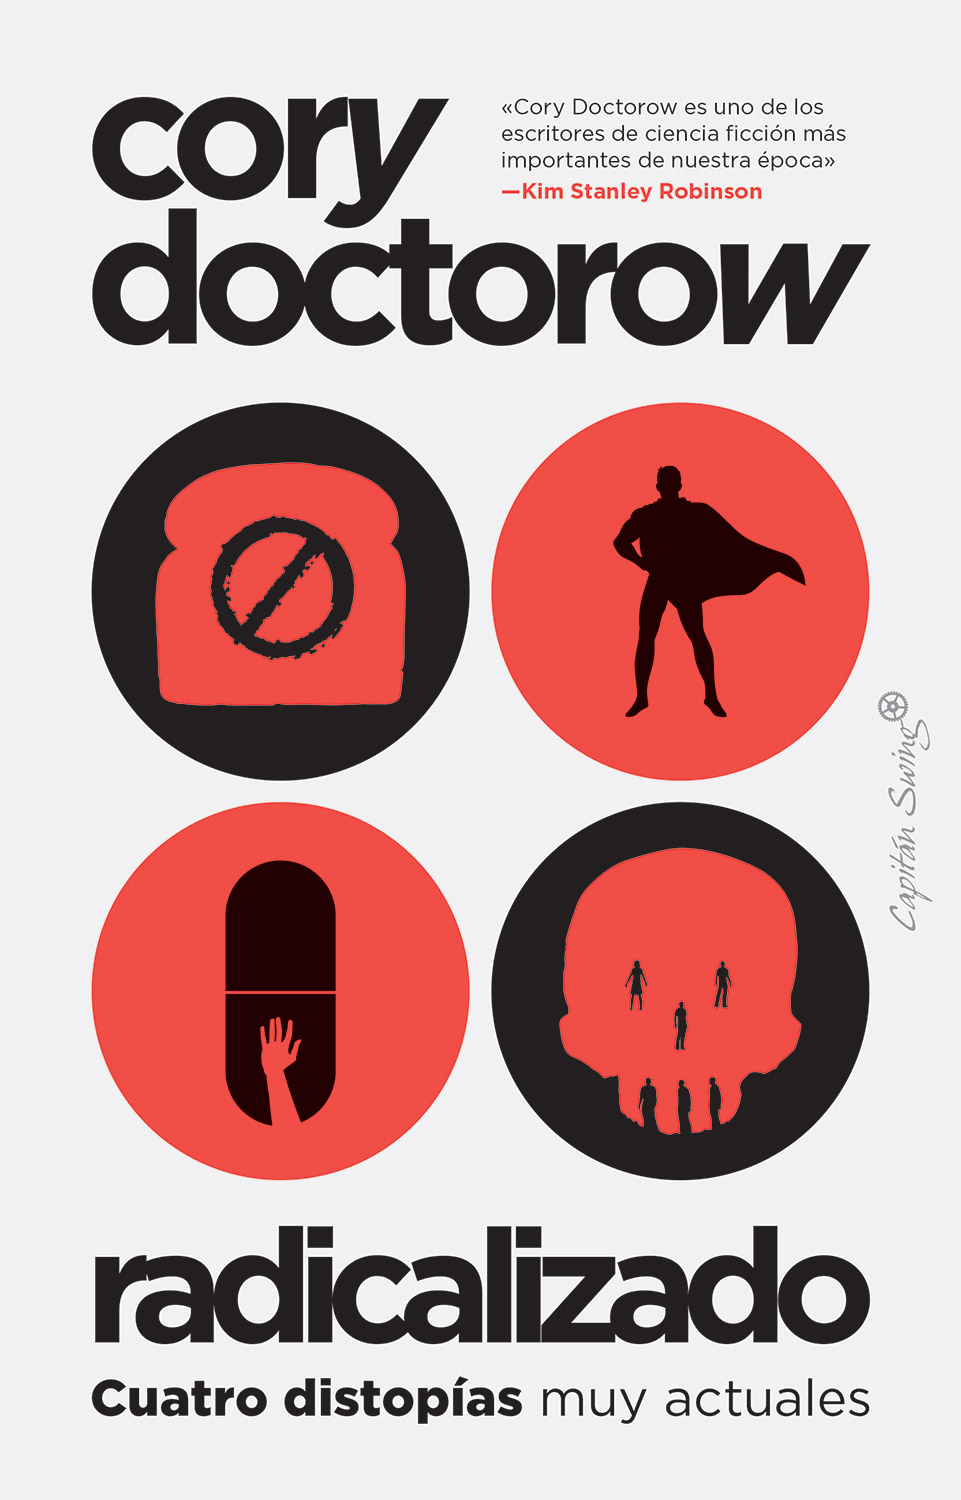 cory
doctorow
«Cory Doctorow es uno de los
escritores de ciencia ficción más
importantes de nuestra época»
—Kim Stanley Robinson
Capitán Swing
radicalizado
Cuatro distopías muy actuales